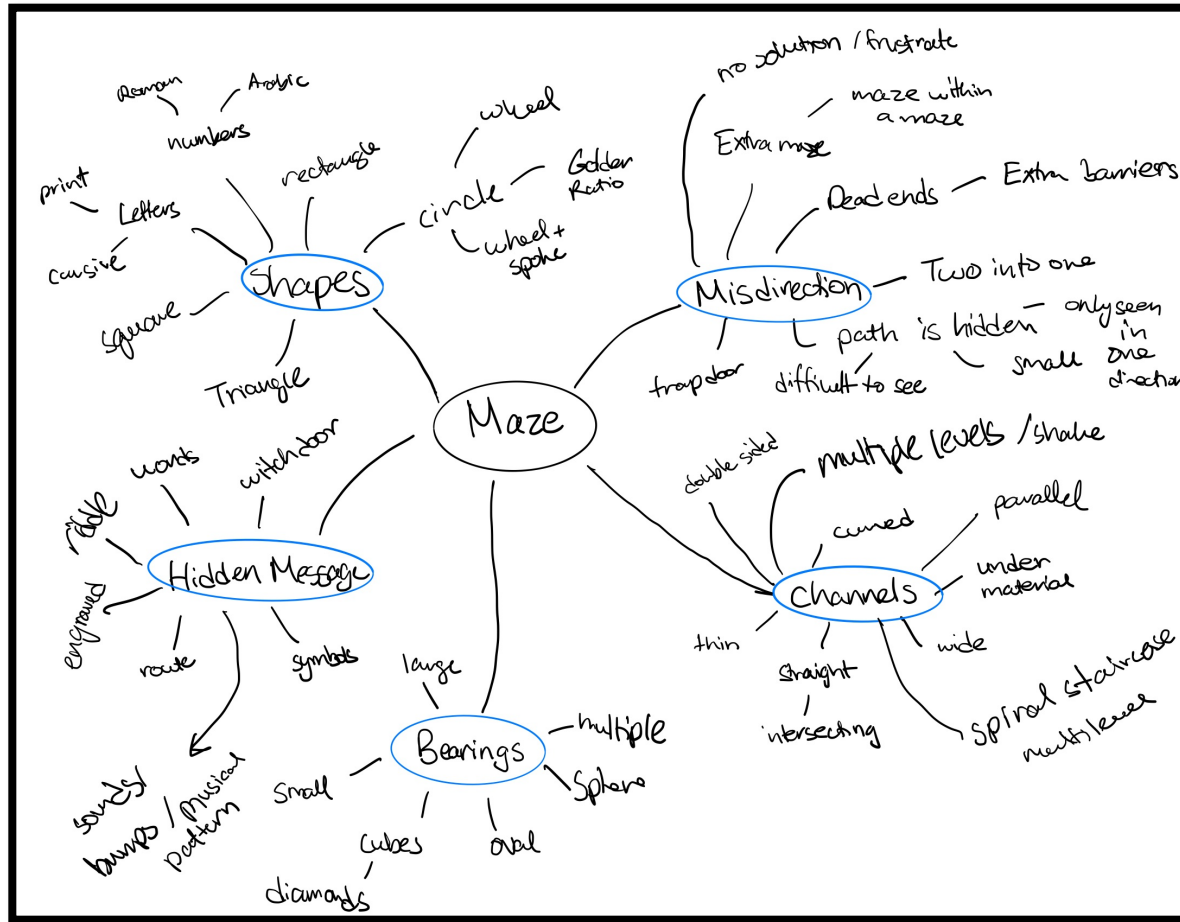 Maze
Shapes
numbers
Roman
Arabic
rectangle
circle
wheel
Golden
Ratio
wheel +
spoke
Letters
print
cursive
square
Triangle
Misdirection
no solution / frustrate
Extra maze
maze within
a maze
Dead ends
Extra barriers
Two into one
path is hidden
only seen
in
one
direction
small
difficult to see
trapdoor
Channels
double sided
multiple levels / shake
curved
parallel
under
material
wide
spiral staircase
multilevel
straight
intersecting
thin
Bearings
large
multiple
Sphere
oval
cubes
diamonds
small
Hidden Message
words
witchdoor
riddle
engraved
route
symbols
sounds/
bumps / musical
pattern